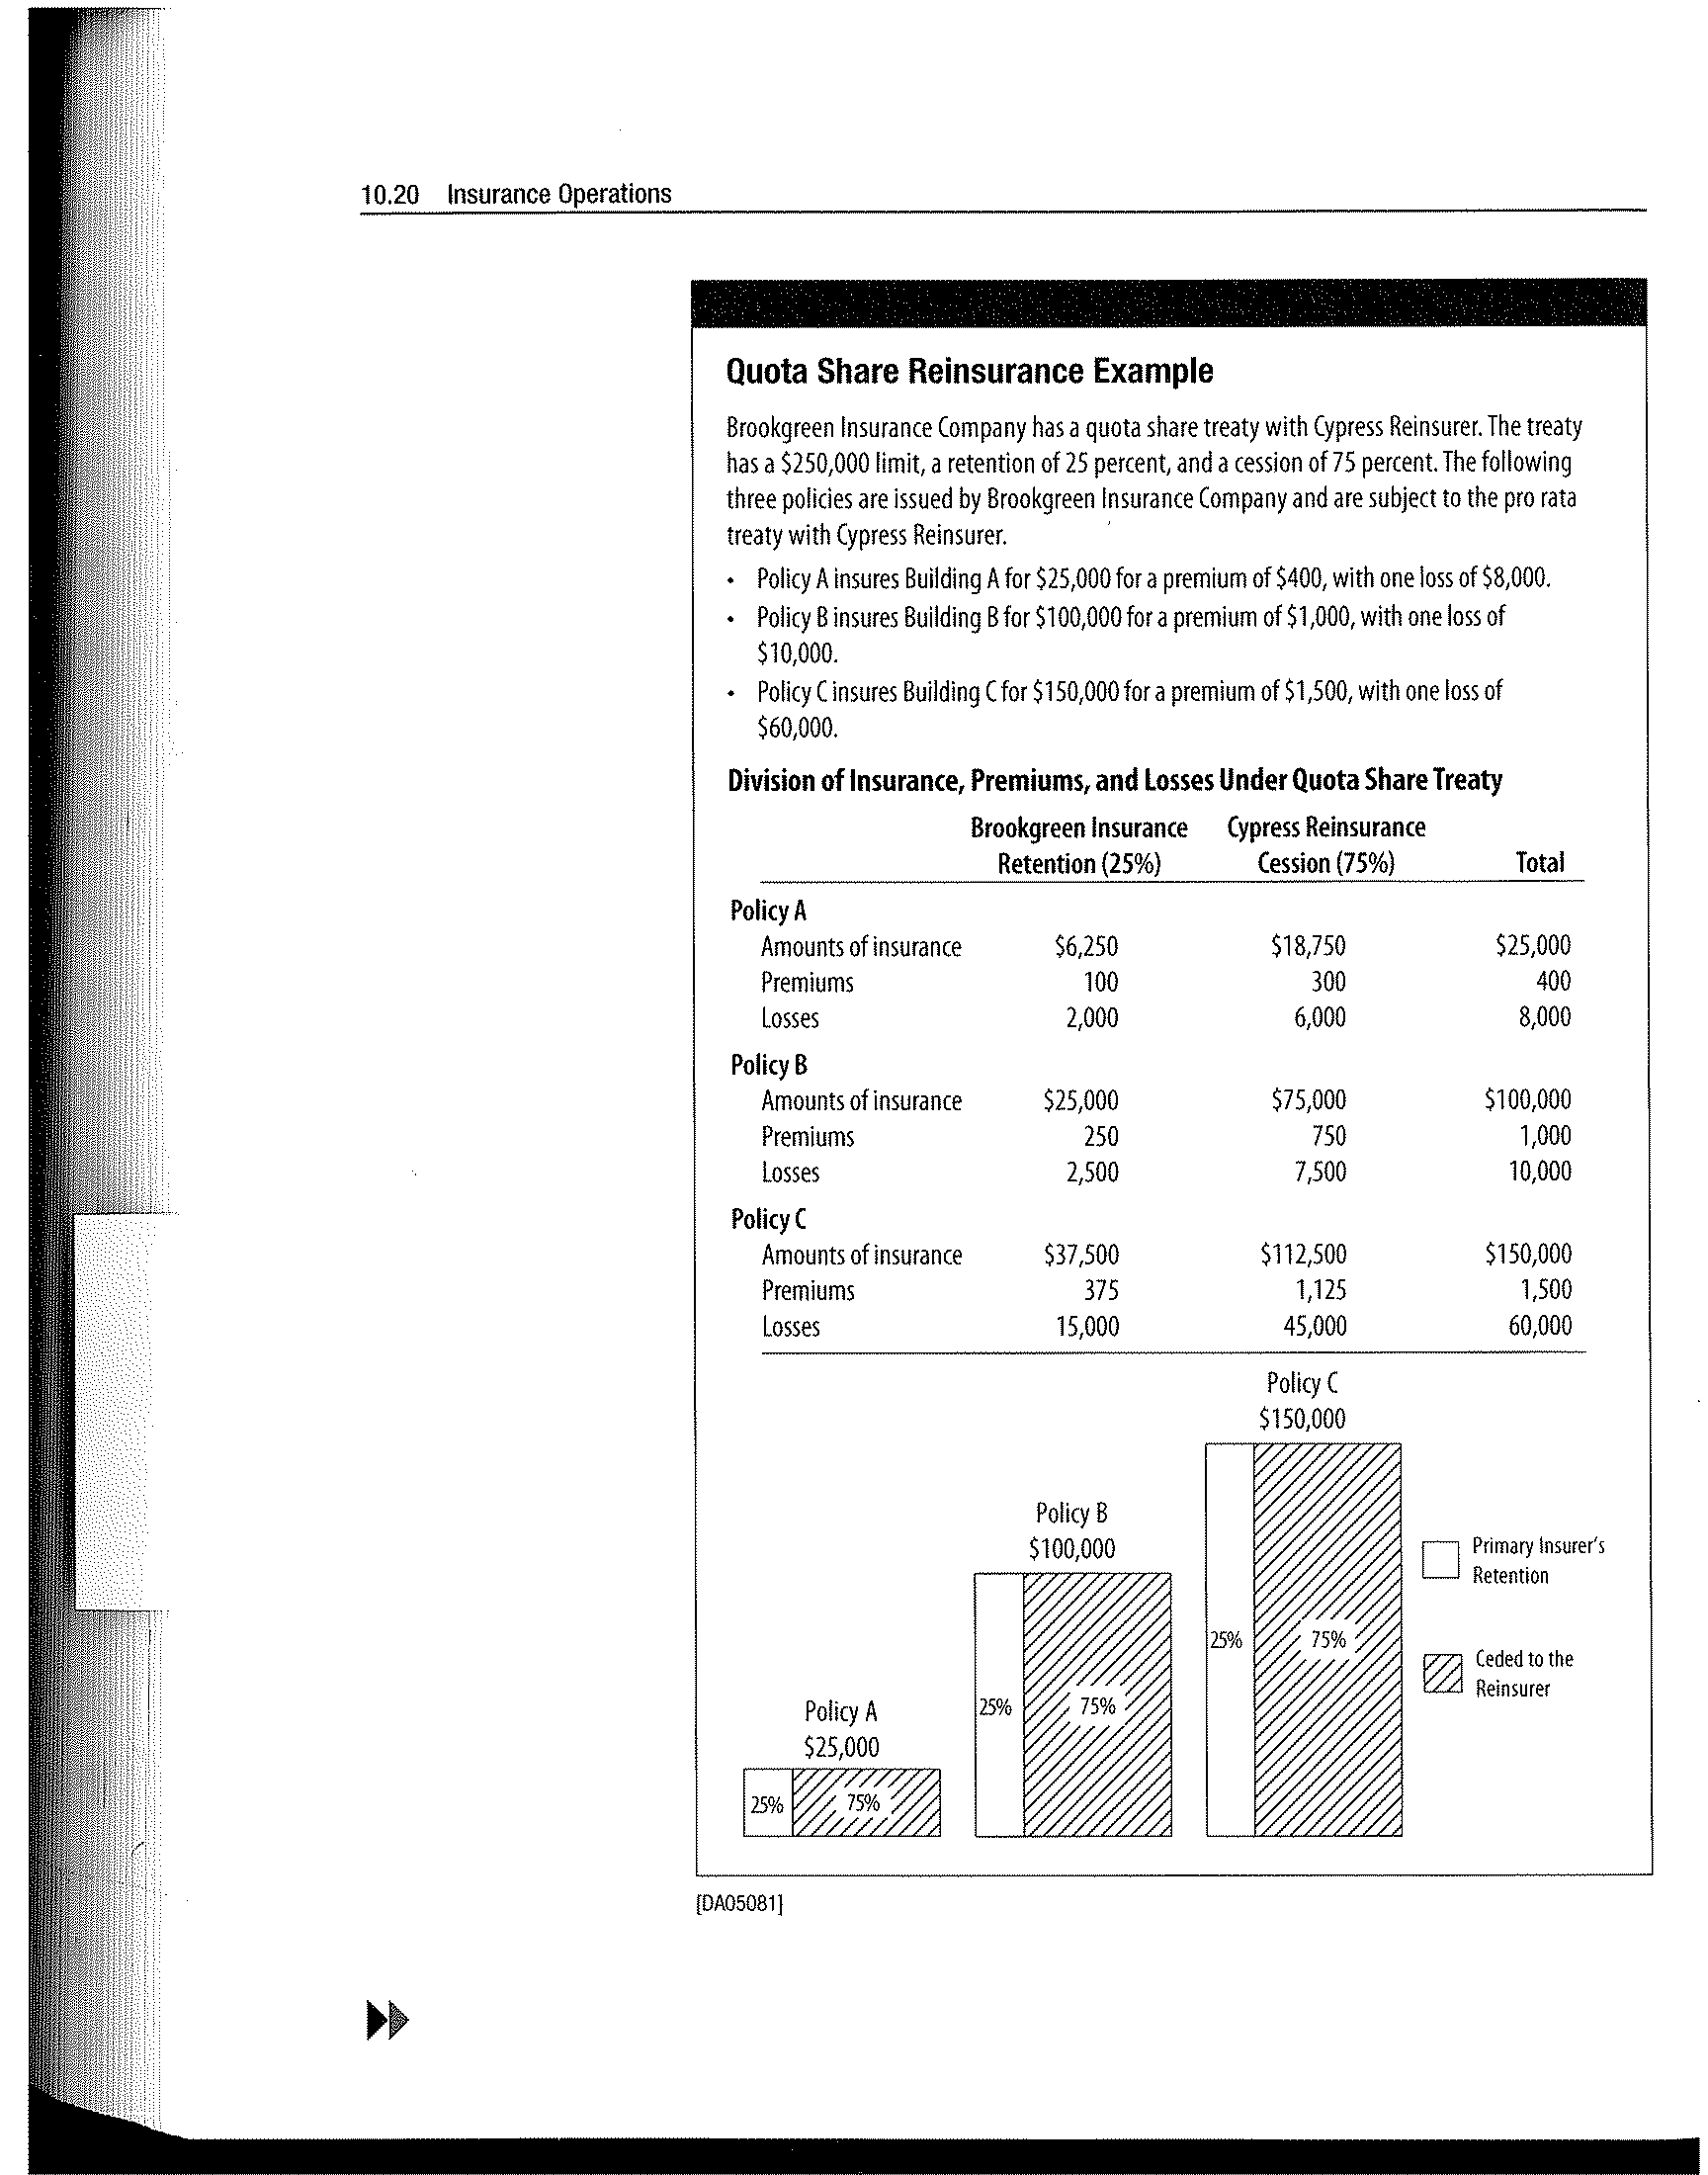 10.20 Insurance Operations
Quota Share Reinsurance Example
Brookgreen Insurance Company has a quota share treaty with Cypress Reinsurer. The treaty
has a $250,000 limit, a retention of 25 percent, and a cession of 75 percent. The following
three policies are issued by Brookgreen Insurance Company and are subject to the pro rata
treaty with Cypress Reinsurer.
• Policy A insures Building A for $25,000 for a premium of $400, with one loss of $8,000.
• Policy B insures Building B for $100,000 for a premium of $1,000, with one loss of
$10,000.
• Policy C insures Building C for $150,000 for a premium of $1,500, with one loss of
$60,000.
Division of Insurance, Premiums, and Losses Under Quota Share Treaty
Brookgreen Insurance Cypress Reinsurance
Retention (25%) Cession (75%) Total
Policy A
Amounts of insurance $6,250 $18,750 $25,000
Premiums 100 300 400
Losses 2,000 6,000 8,000
Policy B
Amounts of insurance $25,000 $75,000 $100,000
Premiums 250 750 1,000
Losses 2,500 7,500 10,000
Policy C
Amounts of insurance $37,500 $112,500 $150,000
Premiums 375 1,125 1,500
Losses 15,000 45,000 60,000
Policy C
$150,000
Policy B
$100,000
Primary Insurer's
Retention
25% 75%
Ceded to the
Reinsurer
25% 75%
Policy A
$25,000
25% 75%
[DA05081]